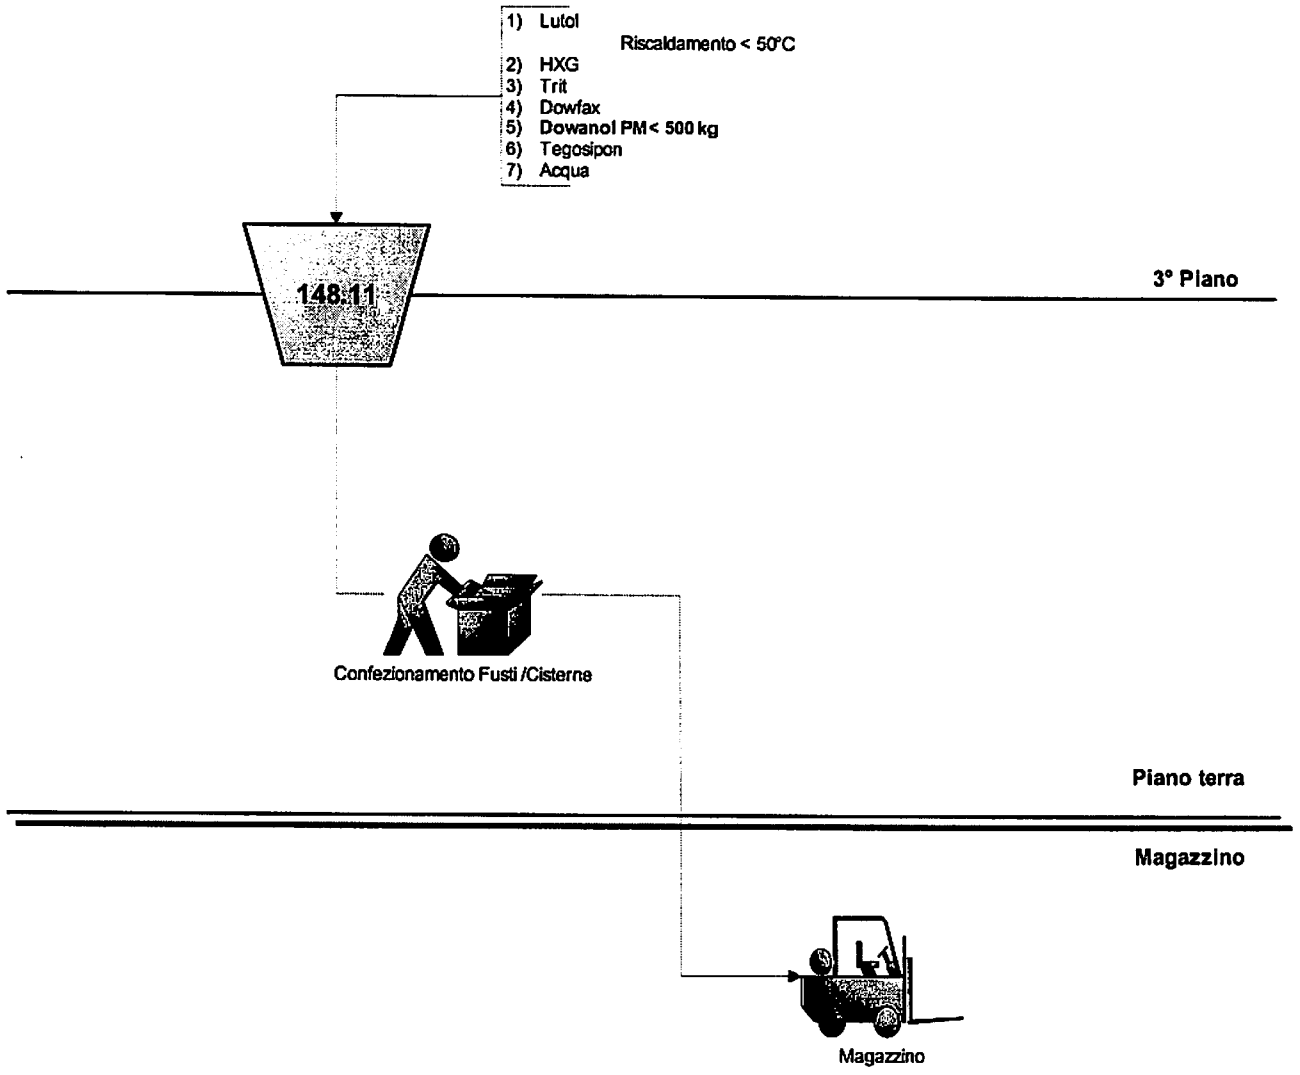 1) Lutol
Riscaldamento < 50°C
2) HXG
3) Trit
4) Dowfax
5) Dowanol PM < 500 kg
6) Tegosipon
7) Acqua
148.11
3° Piano
Confezionamento Fusti /Cisterne
Piano terra
Magazzino
Magazzino